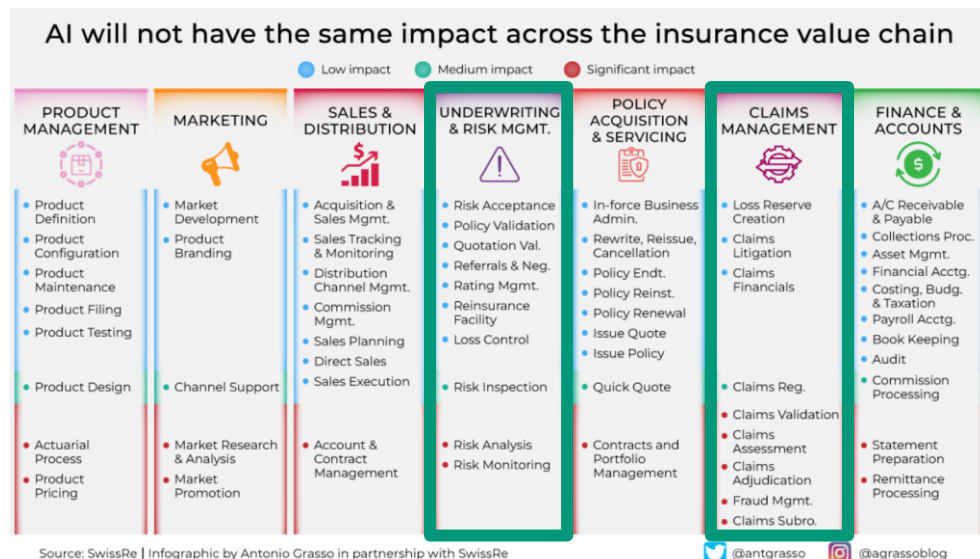 AI will not have the same impact across the insurance value chain
Low impact
Medium impact
Significant impact
PRODUCT
MANAGEMENT
Product
Definition
Product
Configuration
Product
Maintenance
Product Filing
Product Testing
Product Design
Actuarial
Process
Product
Pricing
MARKETING
Market
Development
Product
Branding
Channel Support
Market Research
& Analysis
Market
Promotion
SALES &
DISTRIBUTION
Acquisition &
Sales Mgmt.
Sales Tracking
& Monitoring
Distribution
Channel Mgmt.
Commission
Mgmt.
Sales Planning
Direct Sales
Sales Execution
Account &
Contract
Management
UNDERWRITING
& RISK MGMT.
Risk Acceptance
Policy Validation
Quotation Val.
Referrals & Neg.
Rating Mgmt.
Reinsurance
Facility
Loss Control
Risk Inspection
Risk Analysis
Risk Monitoring
POLICY
ACQUISITION
& SERVICING
In-force Business
Admin.
Rewrite, Reissue,
Cancellation
Policy Endt.
Policy Reinst.
Policy Renewal
Issue Quote
Issue Policy
Quick Quote
Contracts and
Portfolio
Management
CLAIMS
MANAGEMENT
Loss Reserve
Creation
Claims
Litigation
Claims
Financials
Claims Reg.
Claims Validation
Claims
Assessment
Claims
Adjudication
Fraud Mgmt.
Claims Subro.
FINANCE &
ACCOUNTS
A/C Receivable
& Payable
Collections Proc.
Asset Mgmt.
Financial Acctg.
Costing, Budg.
& Taxation
Payroll Acctg.
Book Keeping
Audit
Commission
Processing
Statement
Preparation
Remittance
Processing
Source: SwissRe | Infographic by Antonio Grasso in partnership with SwissRe
@antgrasso
@agrassoblog